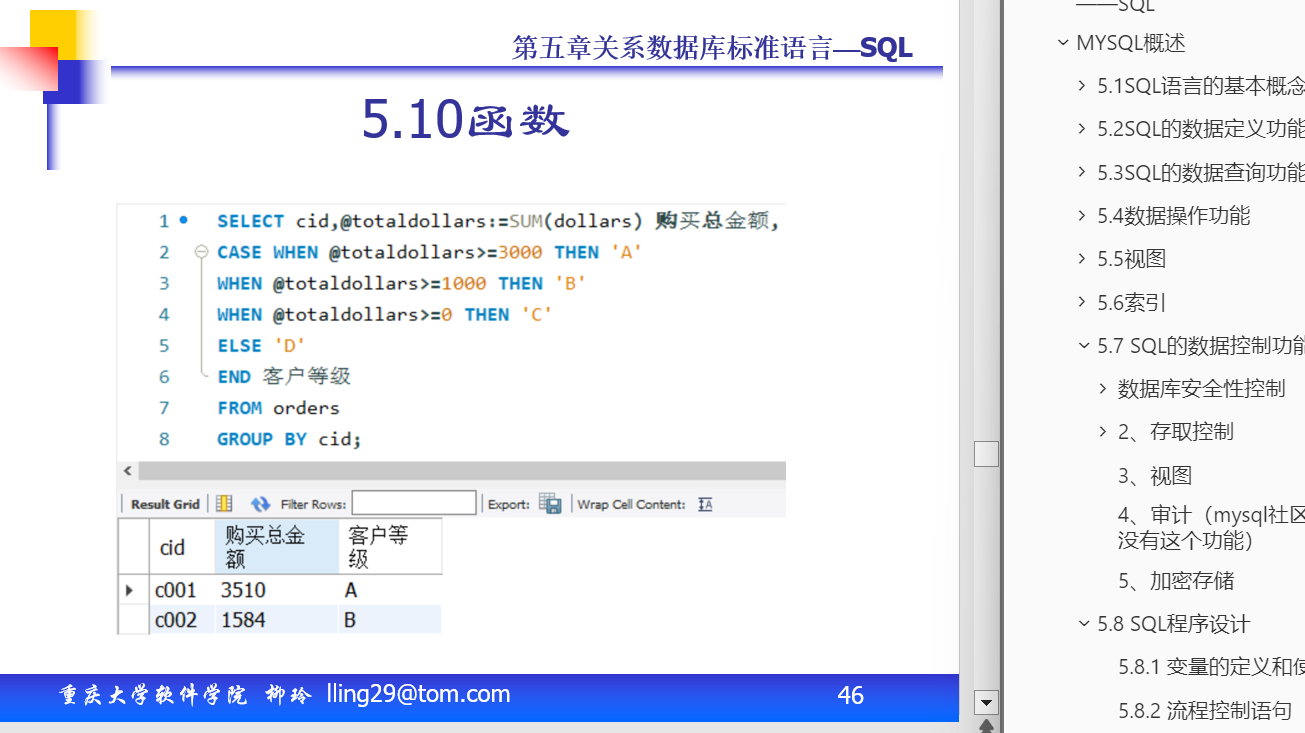 第五章关系数据库标准语言—SQL
5.10函数
1 SELECT cid,@totaldollars:=SUM(dollars) 购买总金额,
2 CASE WHEN @totaldollars>=3000 THEN 'A'
3 WHEN @totaldollars>=1000 THEN 'B'
4 WHEN @totaldollars>=0 THEN 'C'
5 ELSE 'D'
6 END 客户等级
7 FROM orders
8 GROUP BY cid;
Result Grid Filter Rows: Export: Wrap Cell Content:
cid 购买总金额 客户等级
c001 3510 A
c002 1584 B
重庆大学软件学院 柳玲 lling29@tom.com 46
——SQL
MYSQL概述
5.1SQL语言的基本概念
5.2SQL的数据定义功能
5.3SQL的数据查询功能
5.4数据操作功能
5.5视图
5.6索引
5.7 SQL的数据控制功能
数据库安全性控制
2、存取控制
3、视图
4、审计（mysql社区
没有这个功能）
5、加密存储
5.8 SQL程序设计
5.8.1 变量的定义和使
5.8.2 流程控制语句